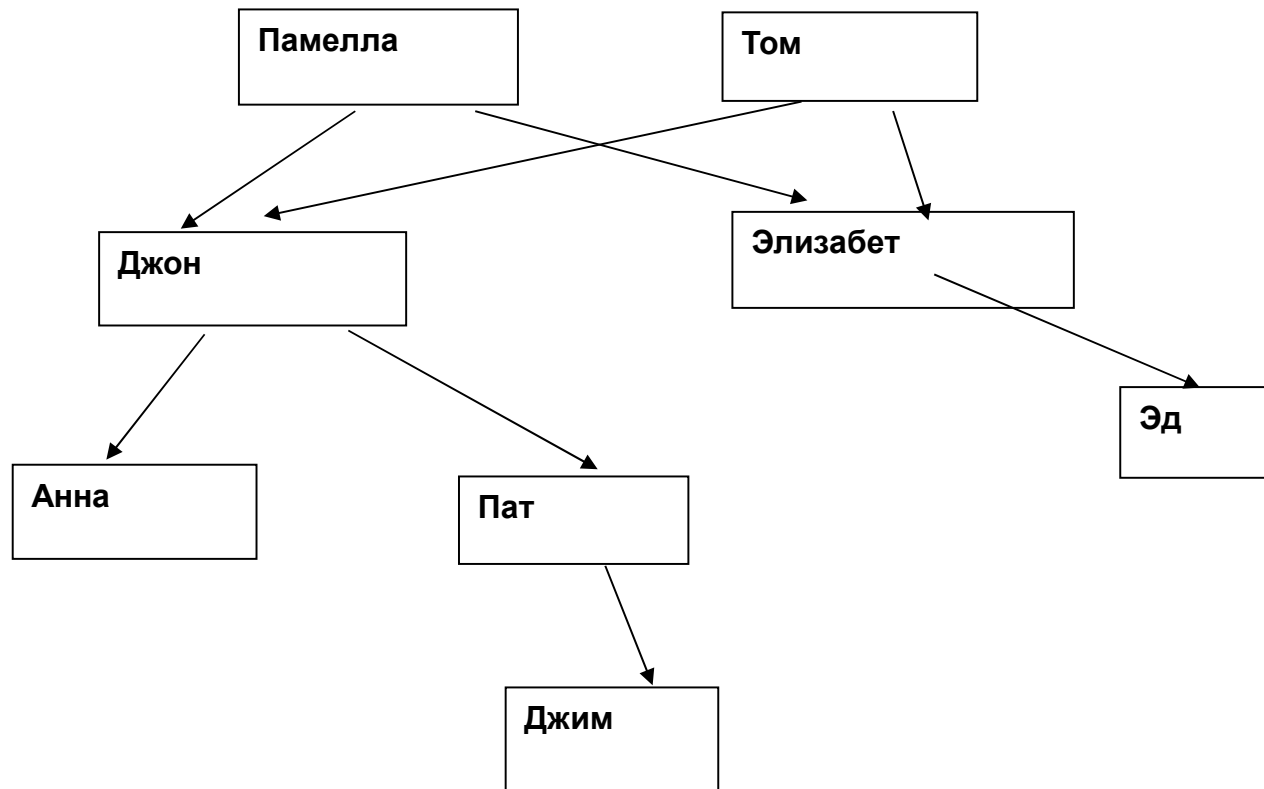 Памелла
Том
Джон
Элизабет
Эд
Анна
Пат
Джим